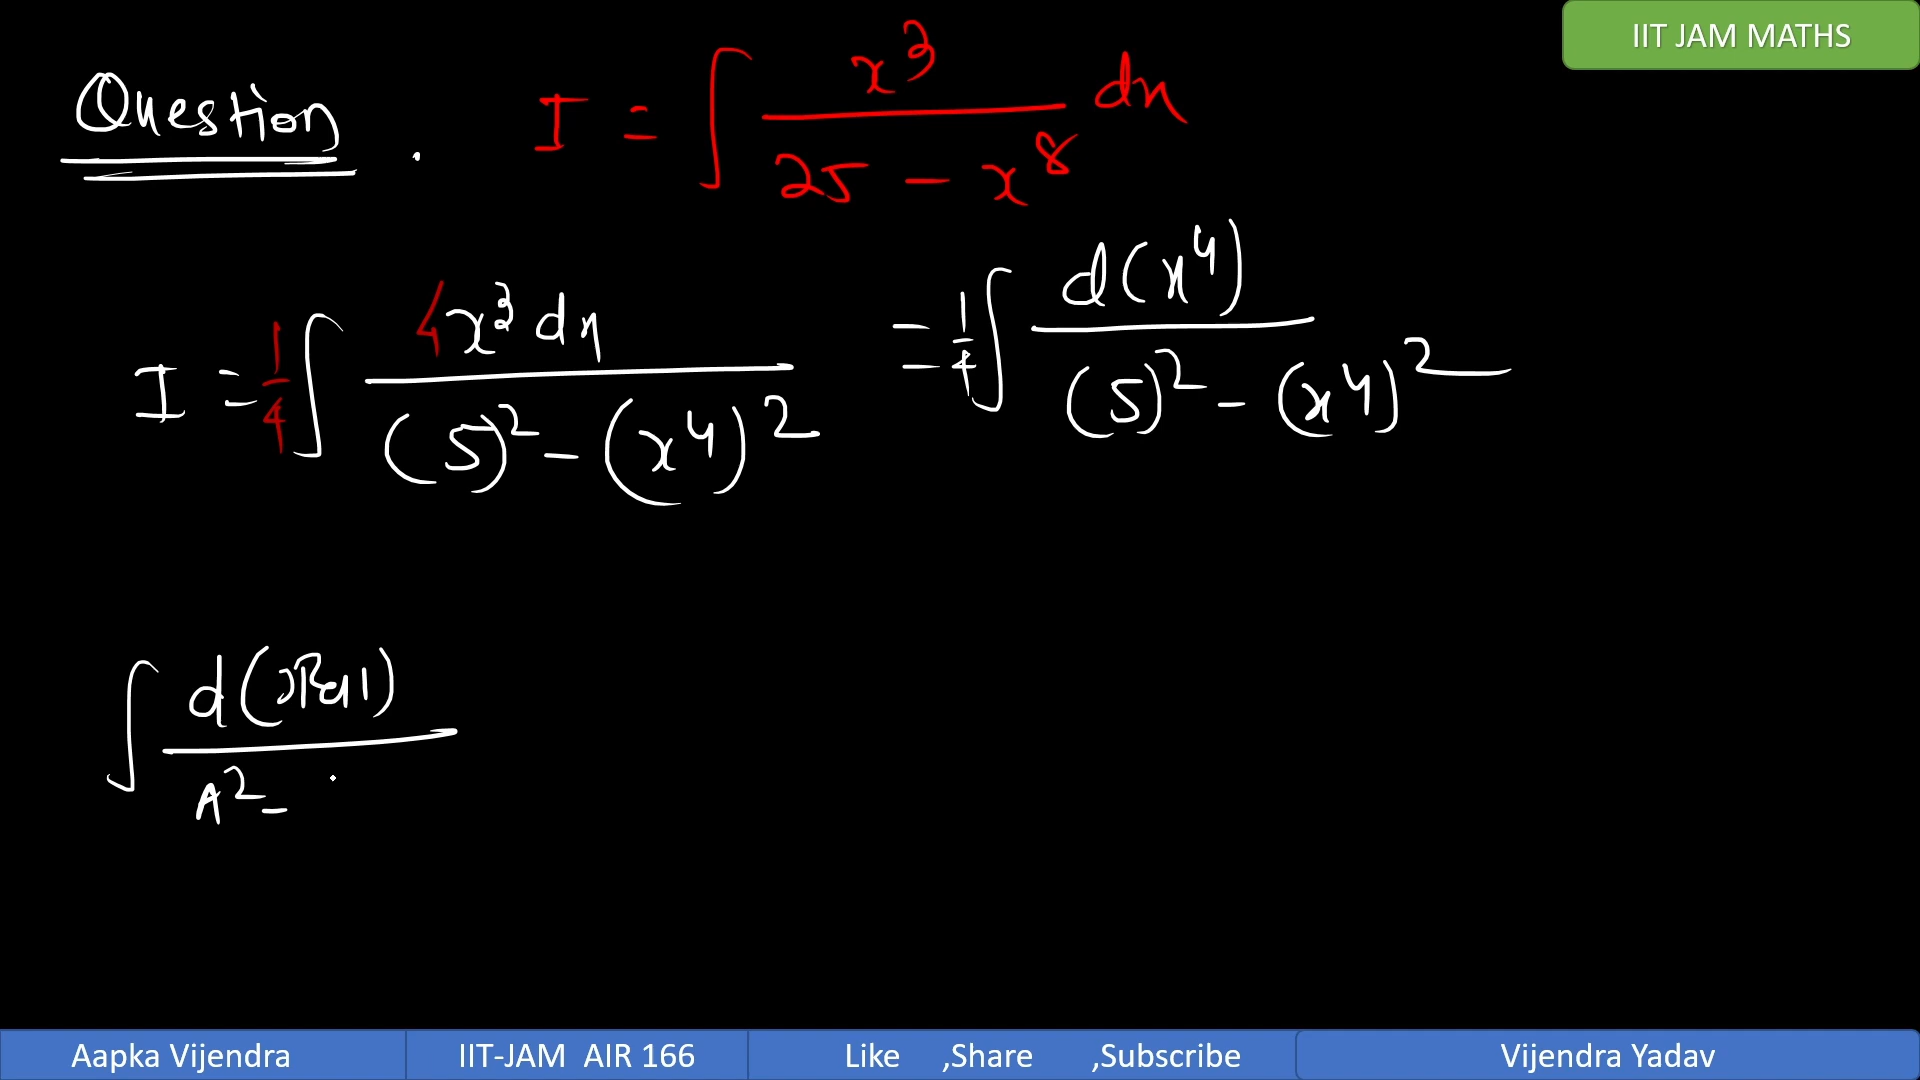 IIT JAM MATHS
Question . I = ∫ x³ / (25 - x⁸) dx
I = 1/4 ∫ 4x³ dx / ((5)² - (x⁴)²) = 1/4 ∫ d(x⁴) / ((5)² - (x⁴)²)
∫ d( ) / A² -
Aapka Vijendra
IIT-JAM AIR 166
Like ,Share ,Subscribe
Vijendra Yadav